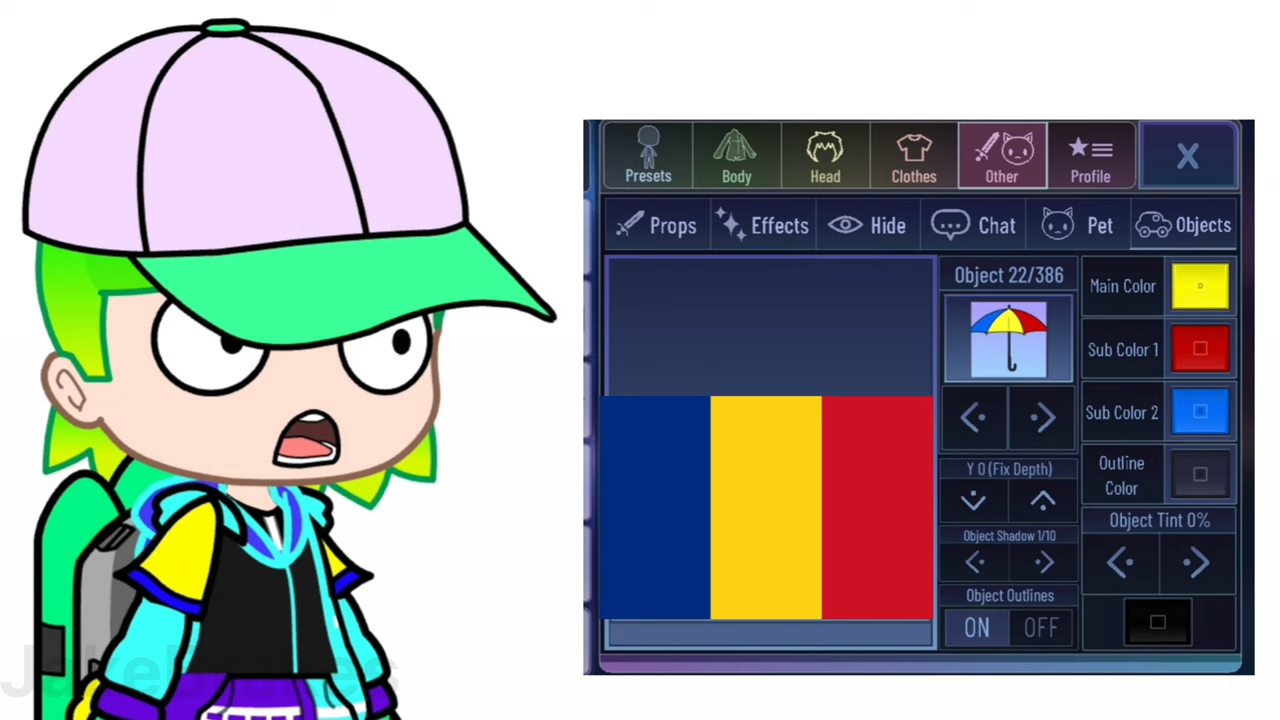 Presets
Body
Head
Clothes
Other
Profile
X
Props
Effects
Hide
Chat
Pet
Objects
Object 22/386
Main Color
Sub Color 1
Sub Color 2
Outline
Color
Y 0 (Fix Depth)
Object Shadow 1/10
Object Outlines
ON
OFF
Object Tint 0%